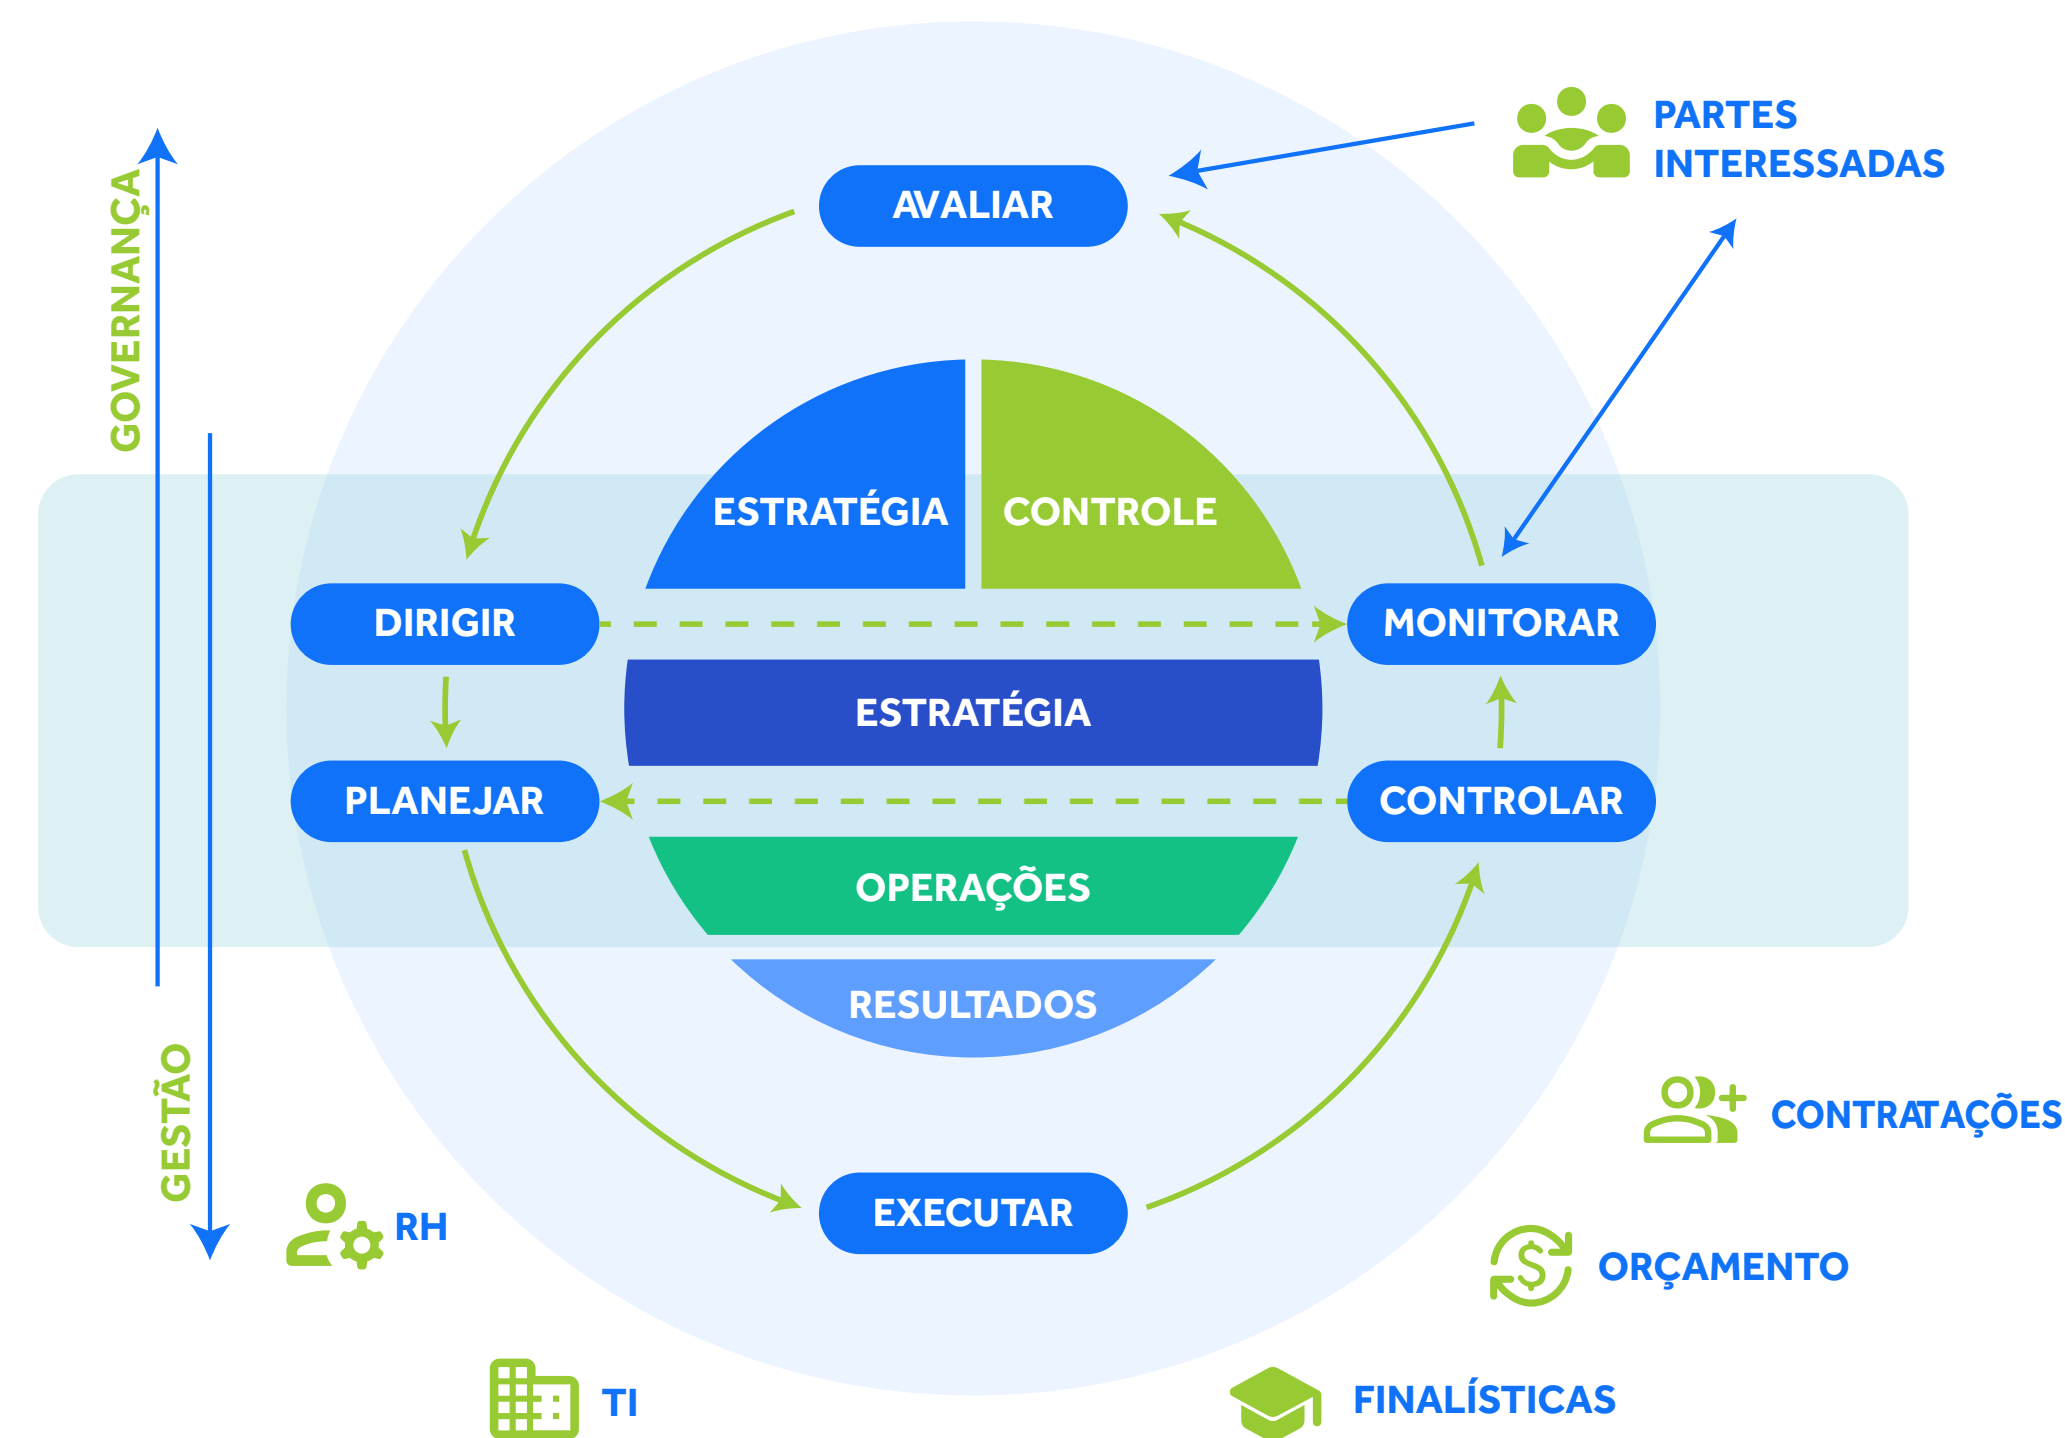 PARTES
INTERESSADAS
AVALIAR
GOVERNANÇA
ESTRATÉGIA
CONTROLE
DIRIGIR
MONITORAR
ESTRATÉGIA
PLANEJAR
CONTROLAR
OPERAÇÕES
RESULTADOS
GESTÃO
CONTRATAÇÕES
EXECUTAR
RH
ORÇAMENTO
TI
FINALÍSTICAS